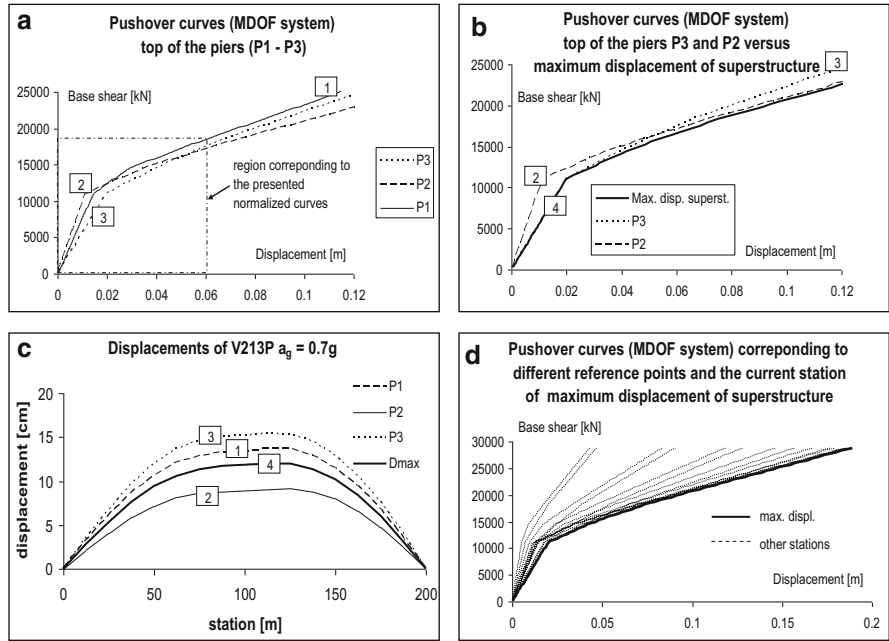 a
Pushover curves (MDOF system)
top of the piers (P1 - P3)
Base shear [kN]
25000
20000
15000
10000
5000
0
0
0.02
0.04
0.06
0.08
0.1
0.12
1
2
3
region correponding to
the presented
normalized curves
P3
P2
P1
Displacement [m]
b
Pushover curves (MDOF system)
top of the piers P3 and P2 versus
maximum displacement of superstructure
Base shear [kN]
25000
20000
15000
10000
5000
0
0
0.02
0.04
0.06
0.08
0.1
0.12
3
2
4
Max. disp. superst.
P3
P2
Displacement [m]
c
Displacements of V213P ag = 0.7g
displacement [cm]
20
15
10
5
0
0
50
100
150
200
station [m]
3
1
4
2
P1
P2
P3
Dmax
d
Pushover curves (MDOF system) correponding to
different reference points and the current station
of maximum displacement of superstructure
Base shear [kN]
30000
25000
20000
15000
10000
5000
0
0
0.05
0.1
0.15
0.2
max. displ.
other stations
Displacement [m]